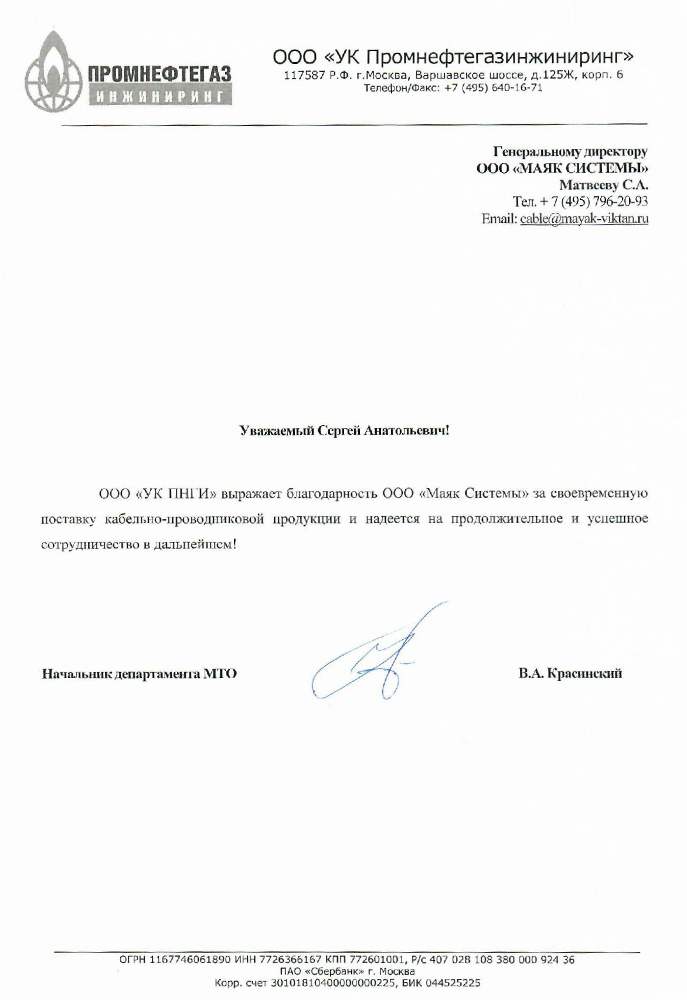 ПРОМНЕФТЕГАЗ
ИНЖИНИРИНГ
ООО «УК Промнефтегазинжиниринг»
117587 Р.Ф. г.Москва, Варшавское шоссе, д.125Ж, корп. 6
Телефон/Факс: +7 (495) 640-16-71
Генеральному директору
ООО «МАЯК СИСТЕМЫ»
Матвееву С.А.
Тел. + 7 (495) 796-20-93
Email: cable@mayak-viktan.ru
Уважаемый Сергей Анатольевич!
ООО «УК ПНГИ» выражает благодарность ООО «Маяк Системы» за своевременную
поставку кабельно-проводниковой продукции и надеется на продолжительное и успешное
сотрудничество в дальнейшем!
Начальник департамента МТО
В.А. Красинский
ОГРН 1167746061890 ИНН 7726366167 КПП 772601001, Р/с 407 028 108 380 000 924 36
ПАО «Сбербанк» г. Москва
Корр. счет 30101810400000000225, БИК 044525225